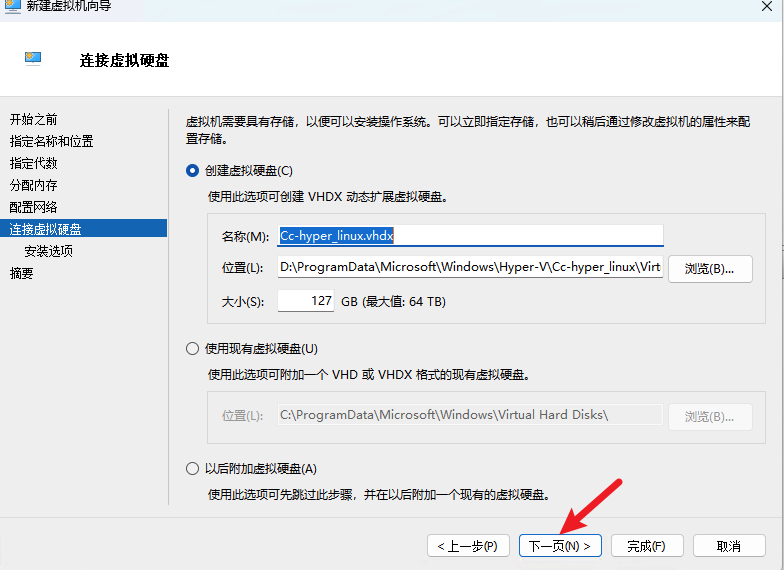 新建虚拟机向导
连接虚拟硬盘
开始之前
指定名称和位置
指定代数
分配内存
配置网络
连接虚拟硬盘
安装选项
摘要
虚拟机需要具有存储，以便可以安装操作系统。可以立即指定存储，也可以稍后通过修改虚拟机的属性来配
置存储。
创建虚拟硬盘(C)
使用此选项可创建 VHDX 动态扩展虚拟硬盘。
名称(M): Cc-hyper_linux.vhdx
位置(L): D:\ProgramData\Microsoft\Windows\Hyper-V\Cc-hyper_linux\Virt 浏览(B)...
大小(S): 127 GB (最大值: 64 TB)
使用现有虚拟硬盘(U)
使用此选项可附加一个 VHD 或 VHDX 格式的现有虚拟硬盘。
位置(L): C:\ProgramData\Microsoft\Windows\Virtual Hard Disks\ 浏览(B)...
以后附加虚拟硬盘(A)
使用此选项可先跳过此步骤，并在以后附加一个现有的虚拟硬盘。
< 上一步(P) 下一页(N) > 完成(F) 取消